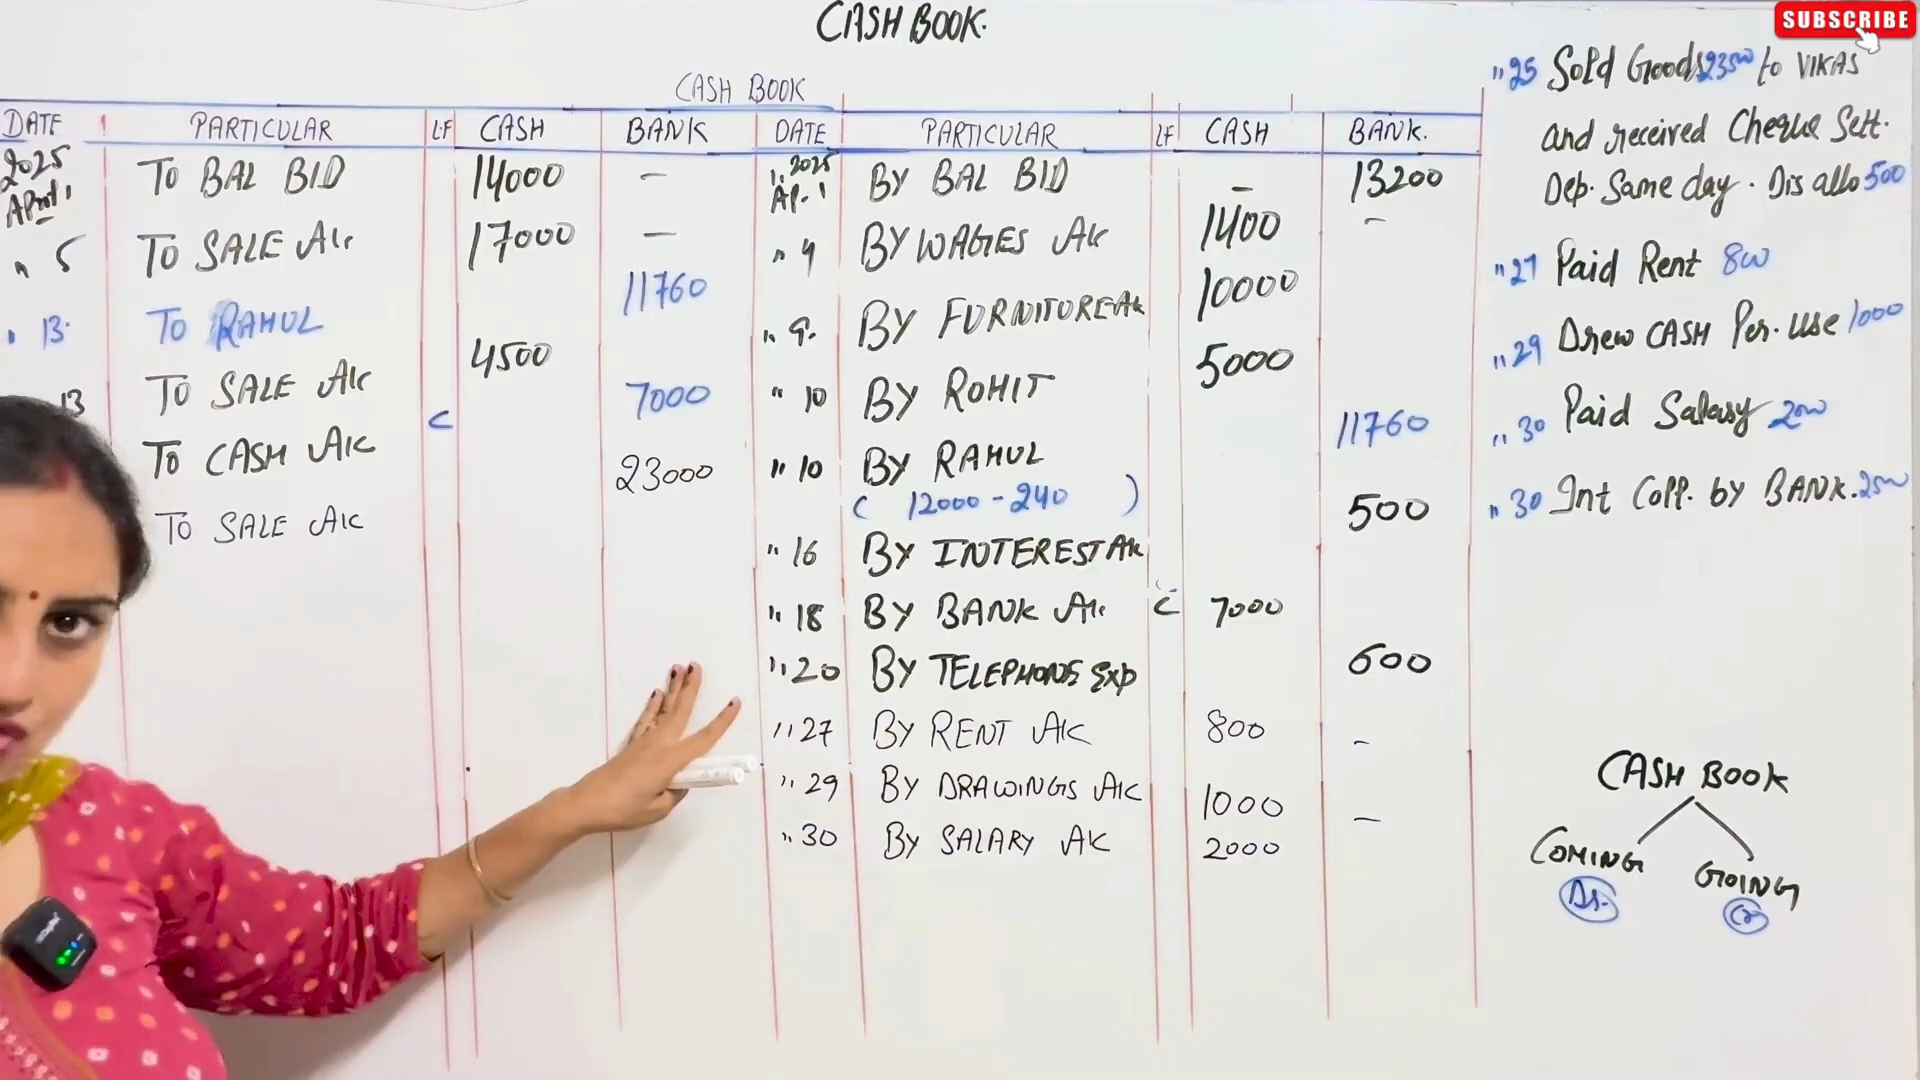 CASH BOOK.
SUBSCRIBE
CASH BOOK
DATE PARTICULAR L.F CASH BANK DATE PARTICULAR LF CASH BANK.
2025 April 1 TO BAL B/D 14000 — ,, 2025 AP. 1 BY BAL B/D — 13200
" 5 TO SALE A/c 17000 — " 4 BY WAGES A/c 1400 —
" 13 TO RAHUL 11760 " 9. BY FURNITURE A/c 10000
13 TO SALE A/c 4500 " 10 BY ROHIT 5000
TO CASH A/c C 7000 " 10 BY RAHUL 11760
( 12000 - 240 )
TO SALE A/c 23000 " 16 BY INTEREST A/c 500
" 18 BY BANK A/c C 7000
" 20 BY TELEPHONE Exp 600
" 27 BY RENT A/c 800 —
" 29 BY DRAWINGS A/c 1000 —
" 30 BY SALARY A/c 2000
" 25 Sold Goods 23500 to VIKAS
and received Cheque Sett.
Dep. Same day. Dis allo 500
" 27 Paid Rent 800
" 29 Drew CASH Per. use 1000
" 30 Paid Salary 2000
" 30 Int Coll. by BANK. 2500
CASH BOOK
COMING GOING
Dr. Cr